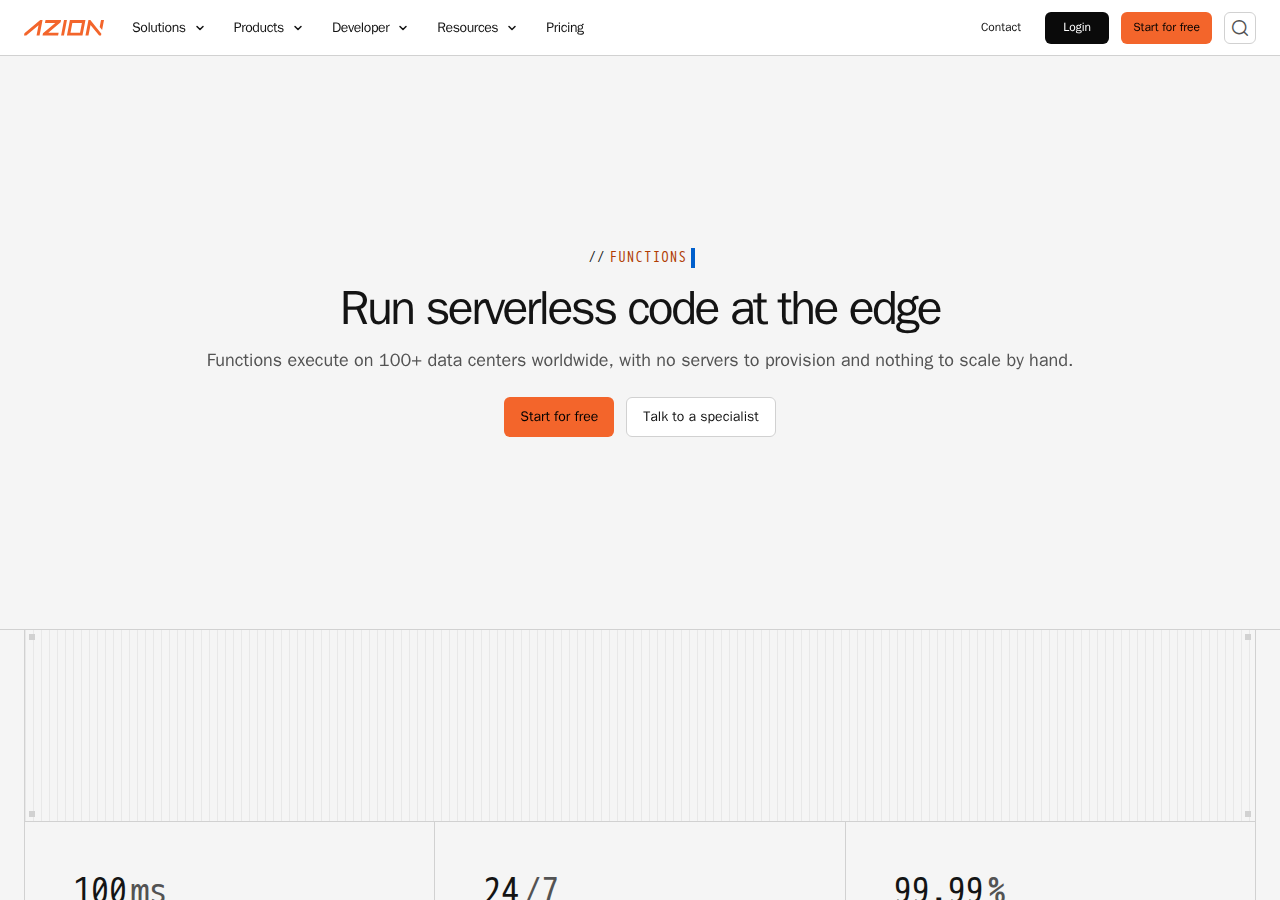 AZION Solutions Products Developer Resources Pricing Contact Login Start for free
// FUNCTIONS
Run serverless code at the edge
Functions execute on 100+ data centers worldwide, with no servers to provision and nothing to scale by hand.
Start for free Talk to a specialist
100ms 24/7 99.99%